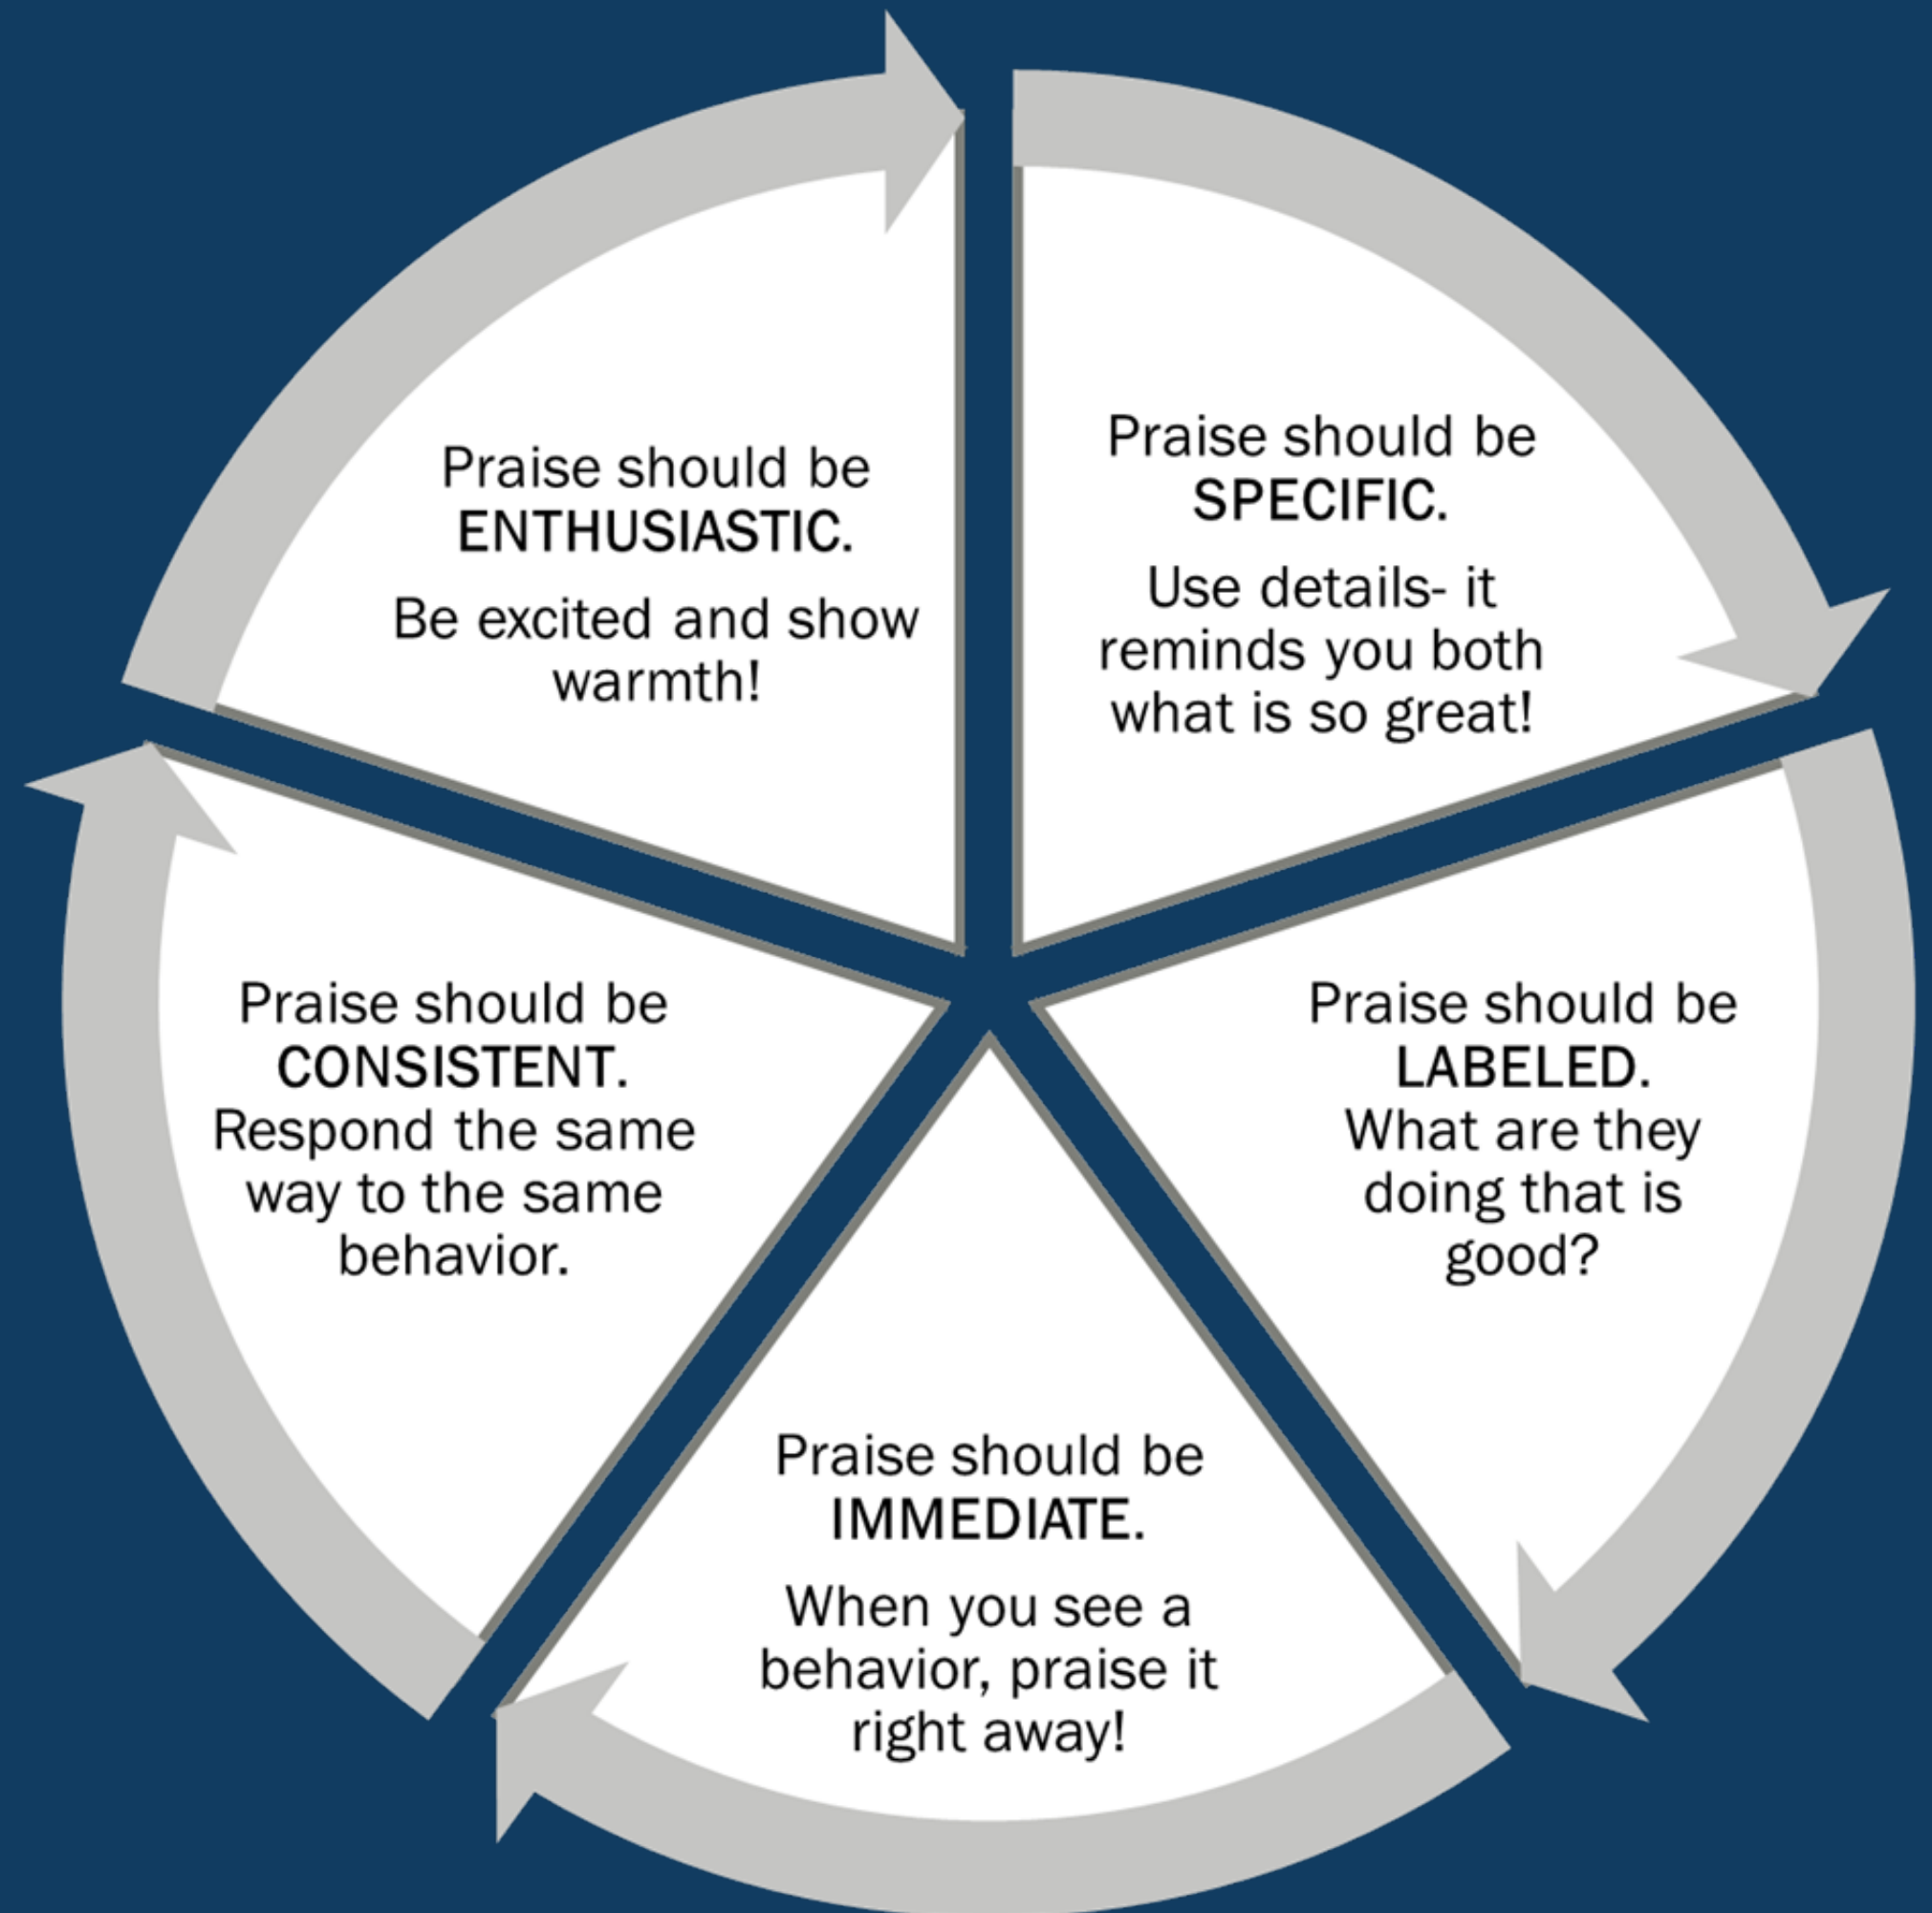 Praise should be
ENTHUSIASTIC.
Be excited and show
warmth!
Praise should be
SPECIFIC.
Use details- it
reminds you both
what is so great!
Praise should be
LABELED.
What are they
doing that is
good?
Praise should be
IMMEDIATE.
When you see a
behavior, praise it
right away!
Praise should be
CONSISTENT.
Respond the same
way to the same
behavior.